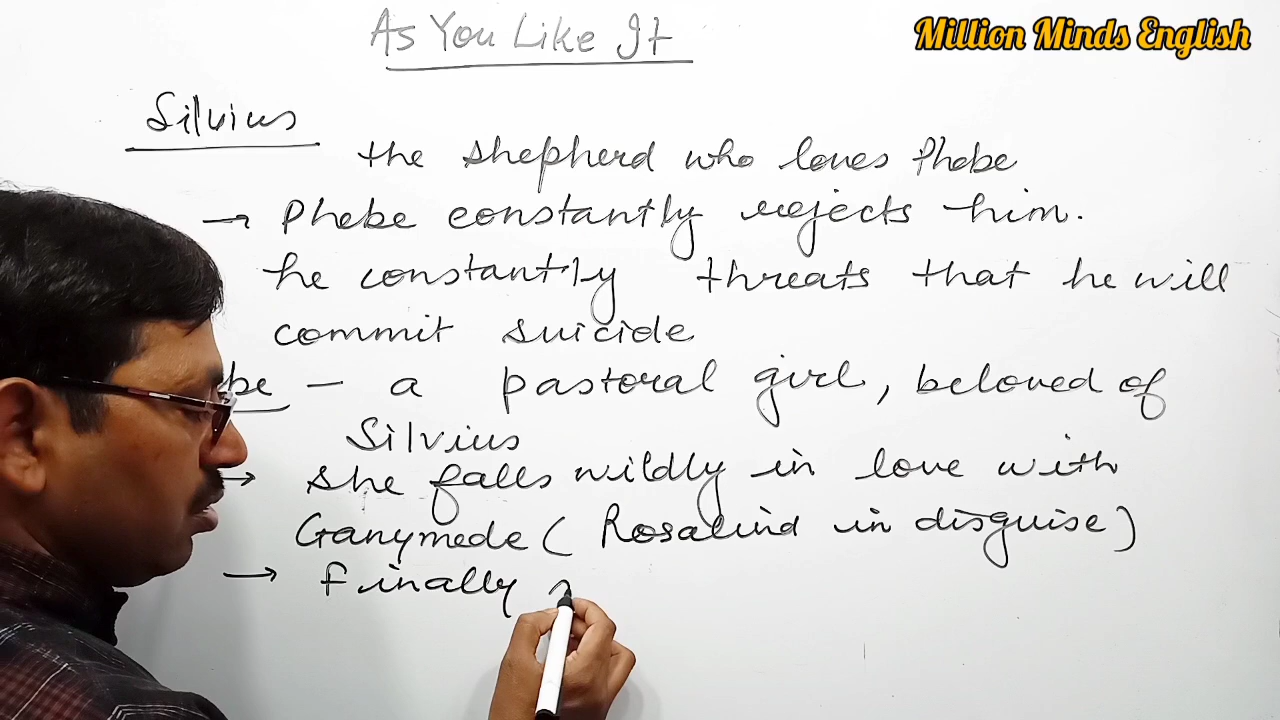 As You Like It
Million Minds English
Silvius
the shepherd who loves Phebe
→ Phebe constantly rejects him.
he constantly threats that he will
commit suicide
be - a pastoral girl, beloved of
Silvius
→ she falls wildly in love with
Ganymede ( Rosalind in disguise )
→ Finally